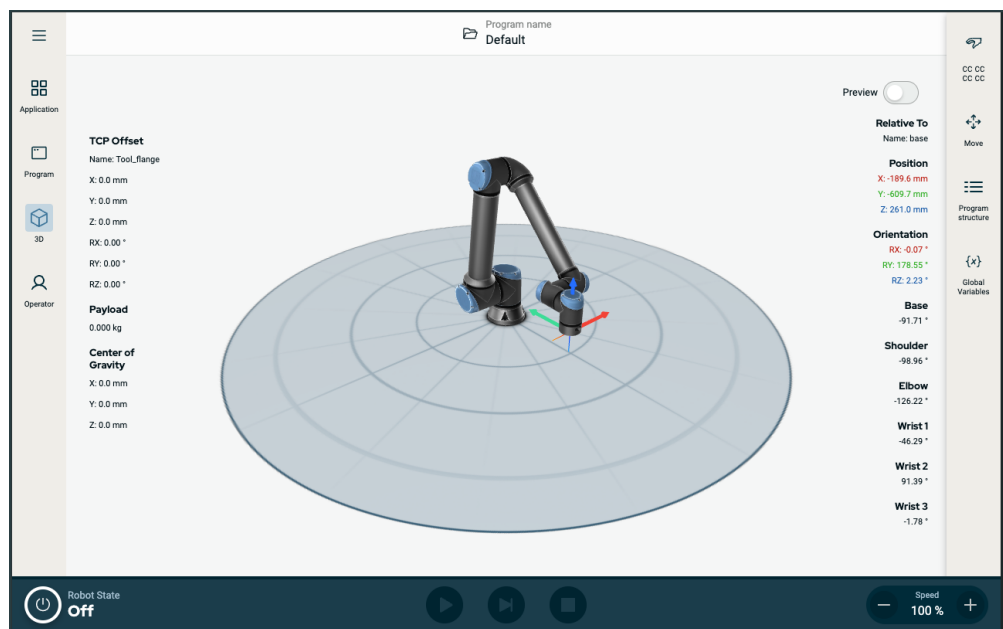 Program name
Default
Application
Program
3D
Operator
TCP Offset
Name: Tool_flange
X: 0.0 mm
Y: 0.0 mm
Z: 0.0 mm
RX: 0.00 °
RY: 0.00 °
RZ: 0.00 °
Payload
0.000 kg
Center of
Gravity
X: 0.0 mm
Y: 0.0 mm
Z: 0.0 mm
Preview
Relative To
Name: base
Position
X: -189.6 mm
Y: -609.7 mm
Z: 261.0 mm
Orientation
RX: -0.07 °
RY: 178.55 °
RZ: 2.23 °
Base
-91.71 °
Shoulder
-98.96 °
Elbow
-126.22 °
Wrist 1
-46.29 °
Wrist 2
91.39 °
Wrist 3
-1.78 °
CC CC
CC CC
Move
Program
structure
{x}
Global
Variables
Robot State
Off
Speed
100 %